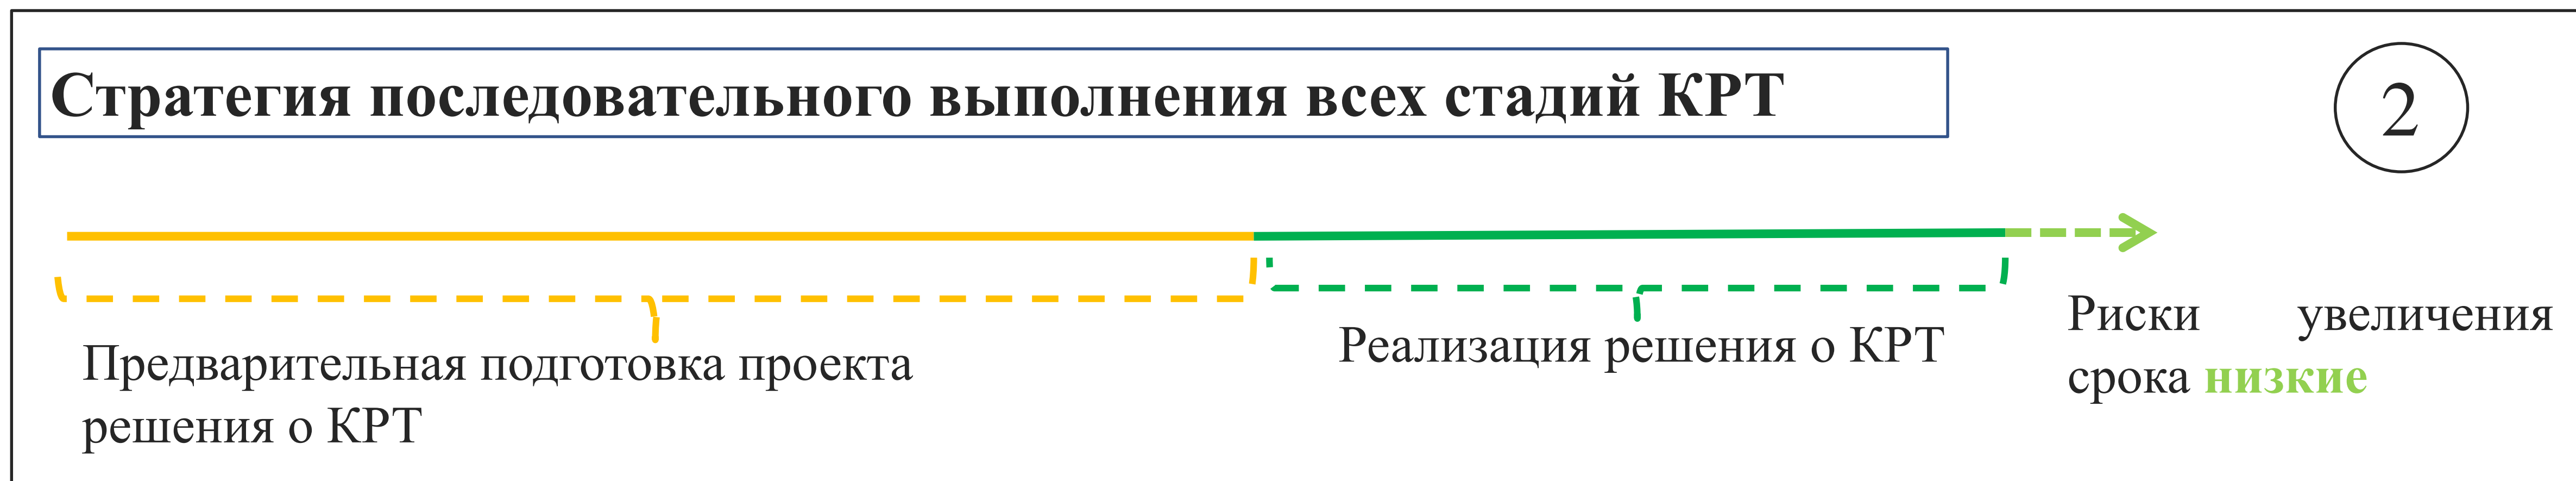 Стратегия последовательного выполнения всех стадий КРТ
2
Предварительная подготовка проекта
решения о КРТ
Реализация решения о КРТ
Риски увеличения
срока низкие